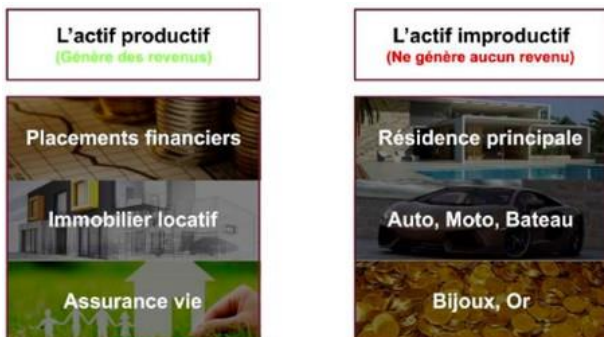 L'actif productif
(Génère des revenus)
Placements financiers
Immobilier locatif
Assurance vie
L'actif improductif
(Ne génère aucun revenu)
Résidence principale
Auto, Moto, Bateau
Bijoux, Or